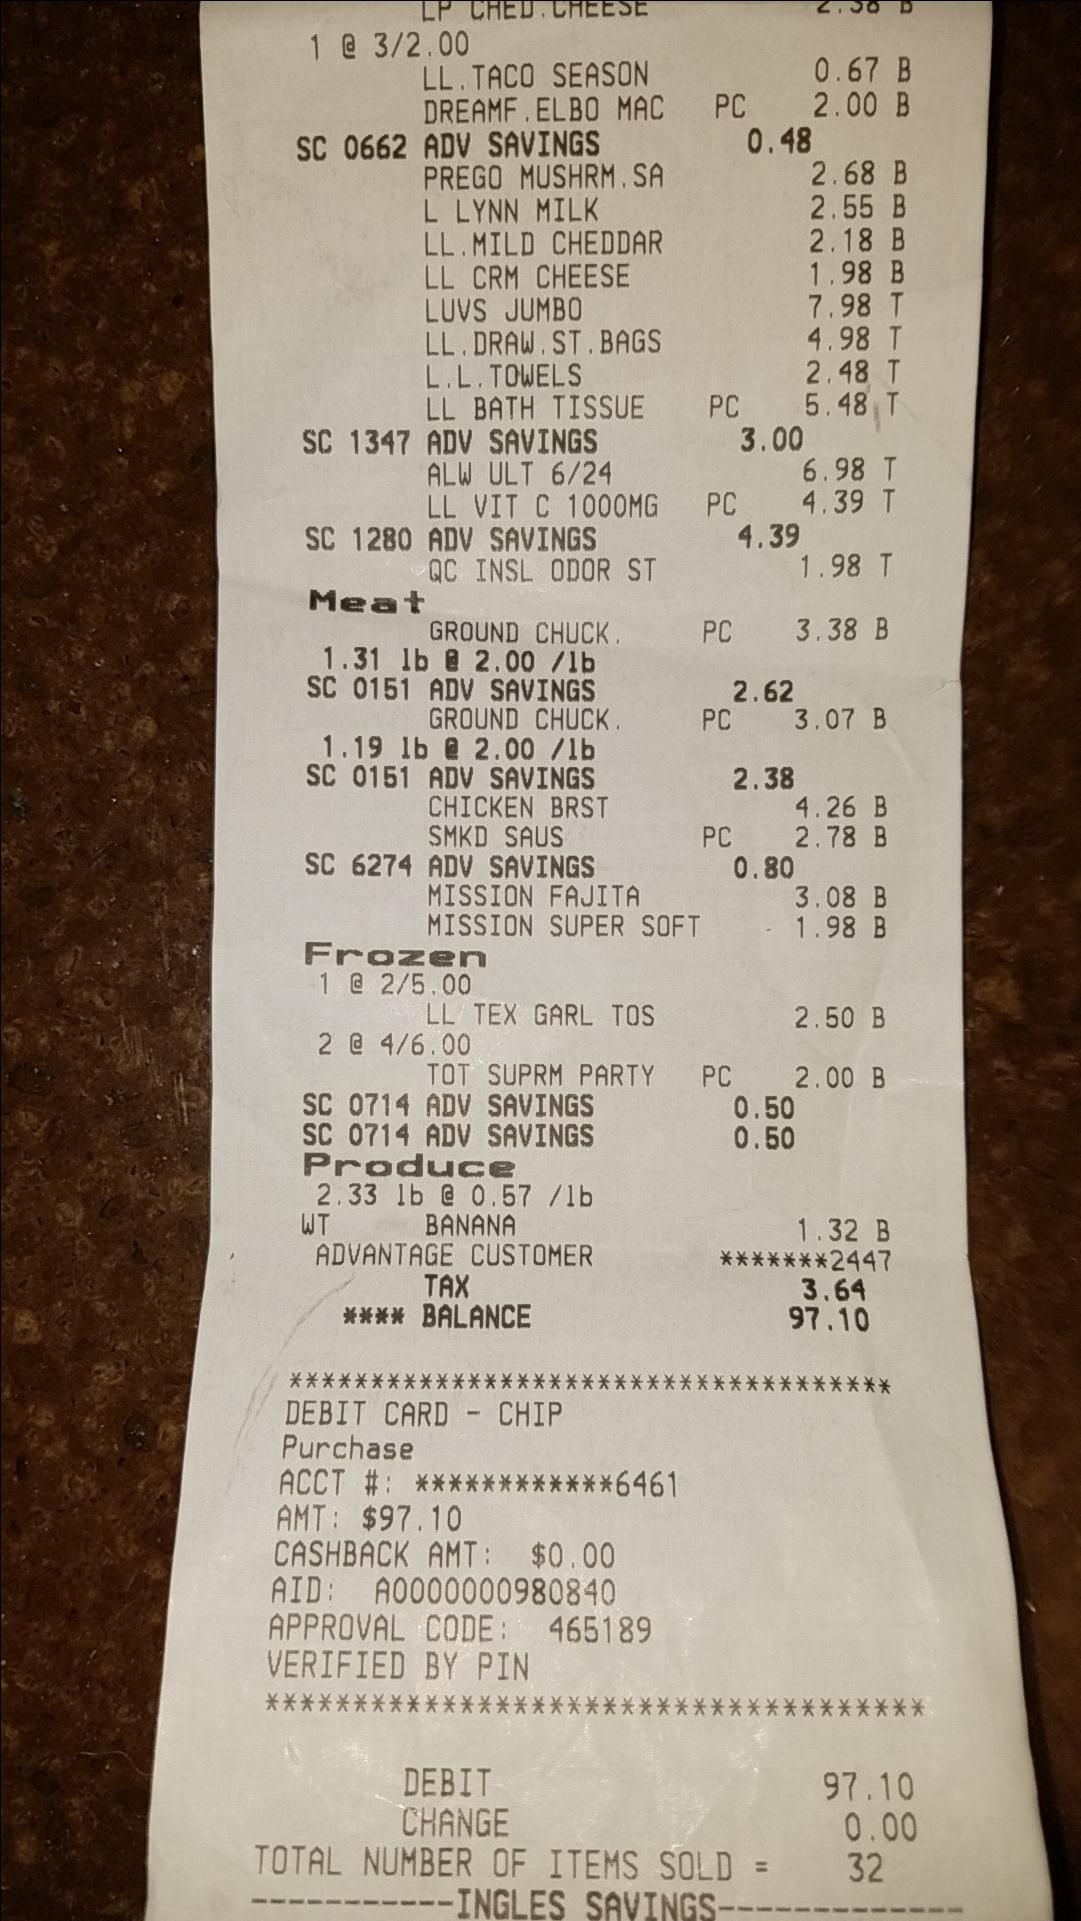 LP CHED.CHEESE 2.38 B
1 @ 3/2.00
LL.TACO SEASON 0.67 B
DREAMF.ELBO MAC PC 2.00 B
SC 0662 ADV SAVINGS 0.48
PREGO MUSHRM.SA 2.68 B
L LYNN MILK 2.55 B
LL.MILD CHEDDAR 2.18 B
LL CRM CHEESE 1.98 B
LUVS JUMBO 7.98 T
LL.DRAW.ST.BAGS 4.98 T
L.L.TOWELS 2.48 T
LL BATH TISSUE PC 5.48 T
SC 1347 ADV SAVINGS 3.00
ALW ULT 6/24 6.98 T
LL VIT C 1000MG PC 4.39 T
SC 1280 ADV SAVINGS 4.39
QC INSL ODOR ST 1.98 T
Meat
GROUND CHUCK. PC 3.38 B
1.31 lb @ 2.00 /lb
SC 0151 ADV SAVINGS 2.62
GROUND CHUCK. PC 3.07 B
1.19 lb @ 2.00 /lb
SC 0151 ADV SAVINGS 2.38
CHICKEN BRST 4.26 B
SMKD SAUS PC 2.78 B
SC 6274 ADV SAVINGS 0.80
MISSION FAJITA 3.08 B
MISSION SUPER SOFT 1.98 B
Frozen
1 @ 2/5.00
LL TEX GARL TOS 2.50 B
2 @ 4/6.00
TOT SUPRM PARTY PC 2.00 B
SC 0714 ADV SAVINGS 0.50
SC 0714 ADV SAVINGS 0.50
Produce
2.33 lb @ 0.57 /lb
WT BANANA 1.32 B
ADVANTAGE CUSTOMER *******2447
TAX 3.64
**** BALANCE 97.10
*************************************
DEBIT CARD - CHIP
Purchase
ACCT #: ************6461
AMT: $97.10
CASHBACK AMT: $0.00
AID: A0000000980840
APPROVAL CODE: 465189
VERIFIED BY PIN
*************************************
DEBIT 97.10
CHANGE 0.00
TOTAL NUMBER OF ITEMS SOLD = 32
-----------INGLES SAVINGS-------------